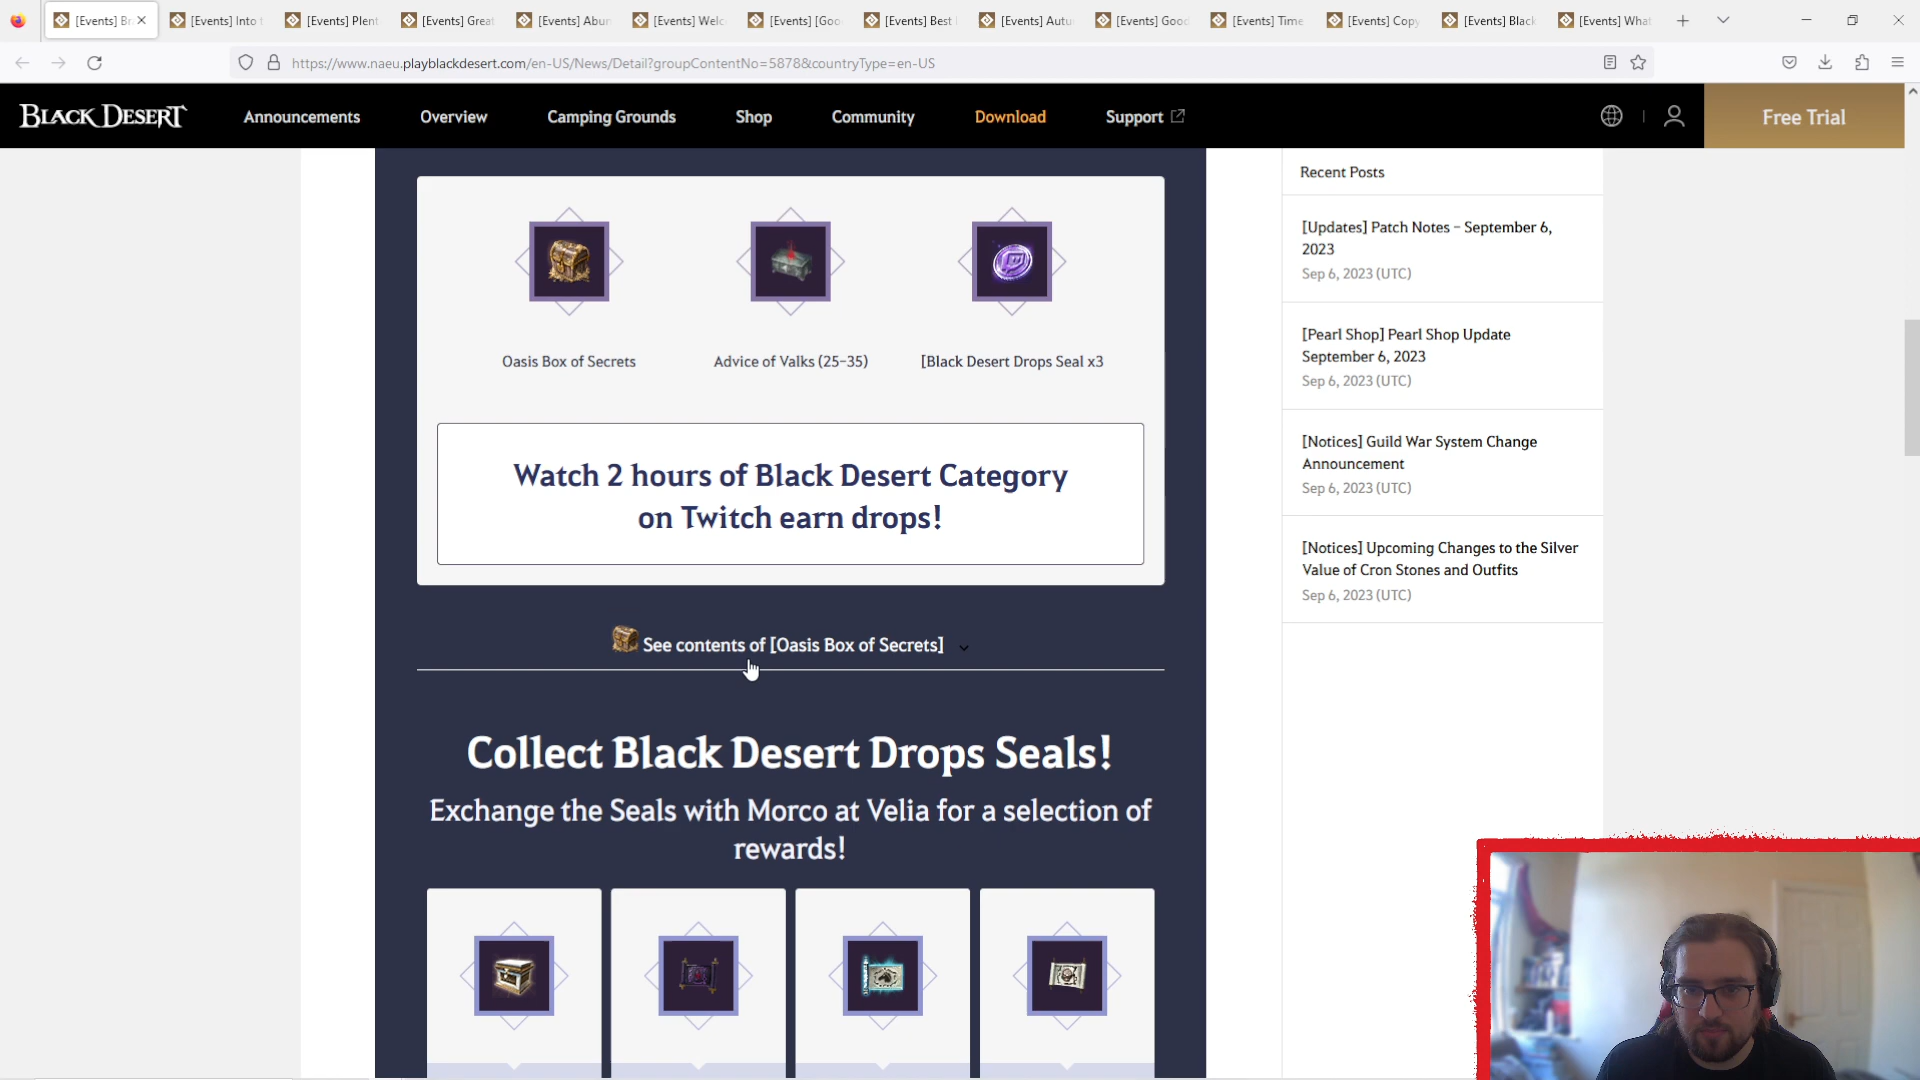 [Events] Br
[Events] Into t
[Events] Plent
[Events] Great
[Events] Abun
[Events] Welc
[Events] [Goo
[Events] Best
[Events] Autu
[Events] Good
[Events] Time
[Events] Copy
[Events] Black
[Events] What
https://www.naeu.playblackdesert.com/en-US/News/Detail?groupContentNo=5878&countryType=en-US
BLACK DESERT
Announcements
Overview
Camping Grounds
Shop
Community
Download
Support
Free Trial
Oasis Box of Secrets
Advice of Valks (25-35)
[Black Desert Drops Seal x3
Watch 2 hours of Black Desert Category
on Twitch earn drops!
See contents of [Oasis Box of Secrets]
Collect Black Desert Drops Seals!
Exchange the Seals with Morco at Velia for a selection of
rewards!
Recent Posts
[Updates] Patch Notes - September 6,
2023
Sep 6, 2023 (UTC)
[Pearl Shop] Pearl Shop Update
September 6, 2023
Sep 6, 2023 (UTC)
[Notices] Guild War System Change
Announcement
Sep 6, 2023 (UTC)
[Notices] Upcoming Changes to the Silver
Value of Cron Stones and Outfits
Sep 6, 2023 (UTC)